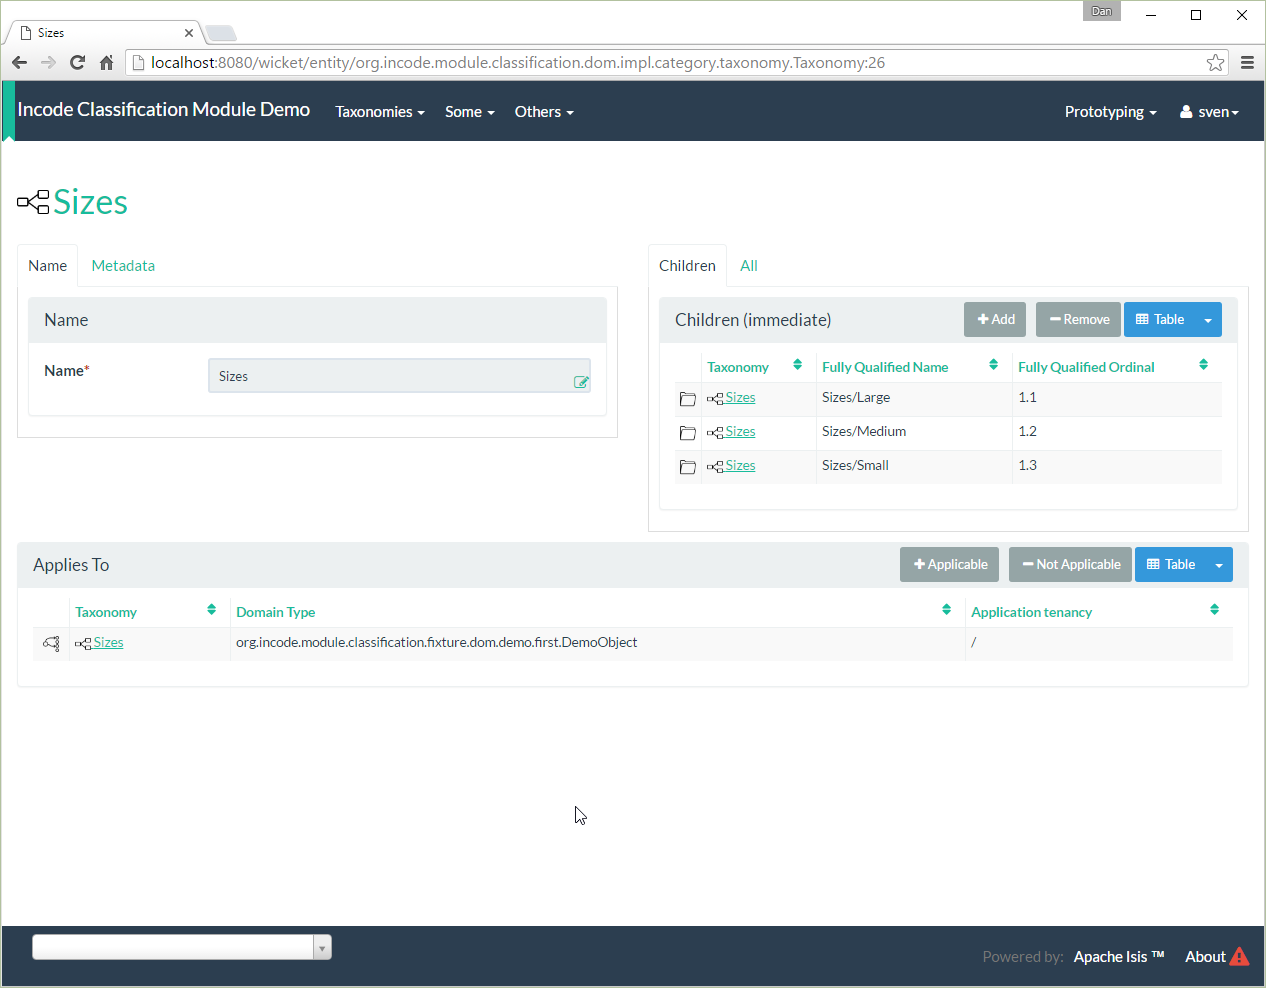 Dan
Sizes
localhost:8080/wicket/entity/org.incode.module.classification.dom.impl.category.taxonomy.Taxonomy:26
Incode Classification Module Demo Taxonomies Some Others Prototyping sven
Sizes
Name Metadata
Children All
Name
Name*
Sizes
Children (immediate) Add Remove Table
Taxonomy Fully Qualified Name Fully Qualified Ordinal
Sizes Sizes/Large 1.1
Sizes Sizes/Medium 1.2
Sizes Sizes/Small 1.3
Applies To Applicable Not Applicable Table
Taxonomy Domain Type Application tenancy
Sizes org.incode.module.classification.fixture.dom.demo.first.DemoObject /
Powered by: Apache Isis ™ About